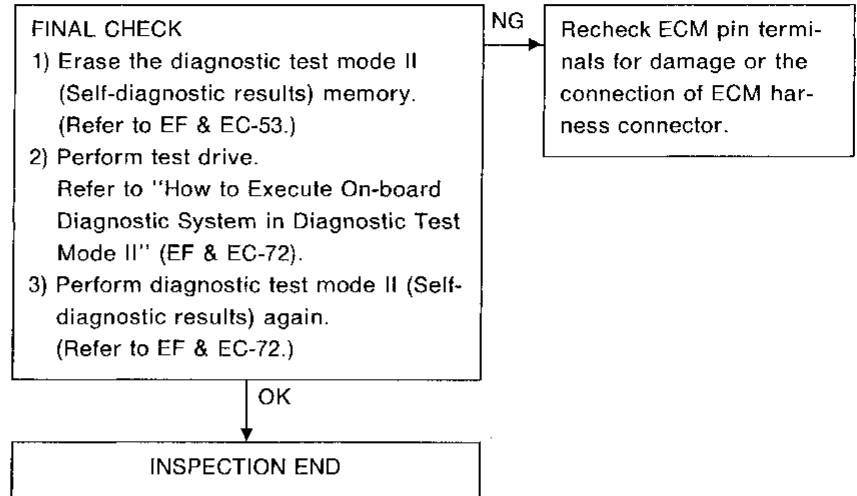 FINAL CHECK
1) Erase the diagnostic test mode II
(Self-diagnostic results) memory.
(Refer to EF & EC-53.)
2) Perform test drive.
Refer to "How to Execute On-board
Diagnostic System in Diagnostic Test
Mode II" (EF & EC-72).
3) Perform diagnostic test mode II (Self-
diagnostic results) again.
(Refer to EF & EC-72.)
NG
Recheck ECM pin termi-
nals for damage or the
connection of ECM har-
ness connector.
OK
INSPECTION END